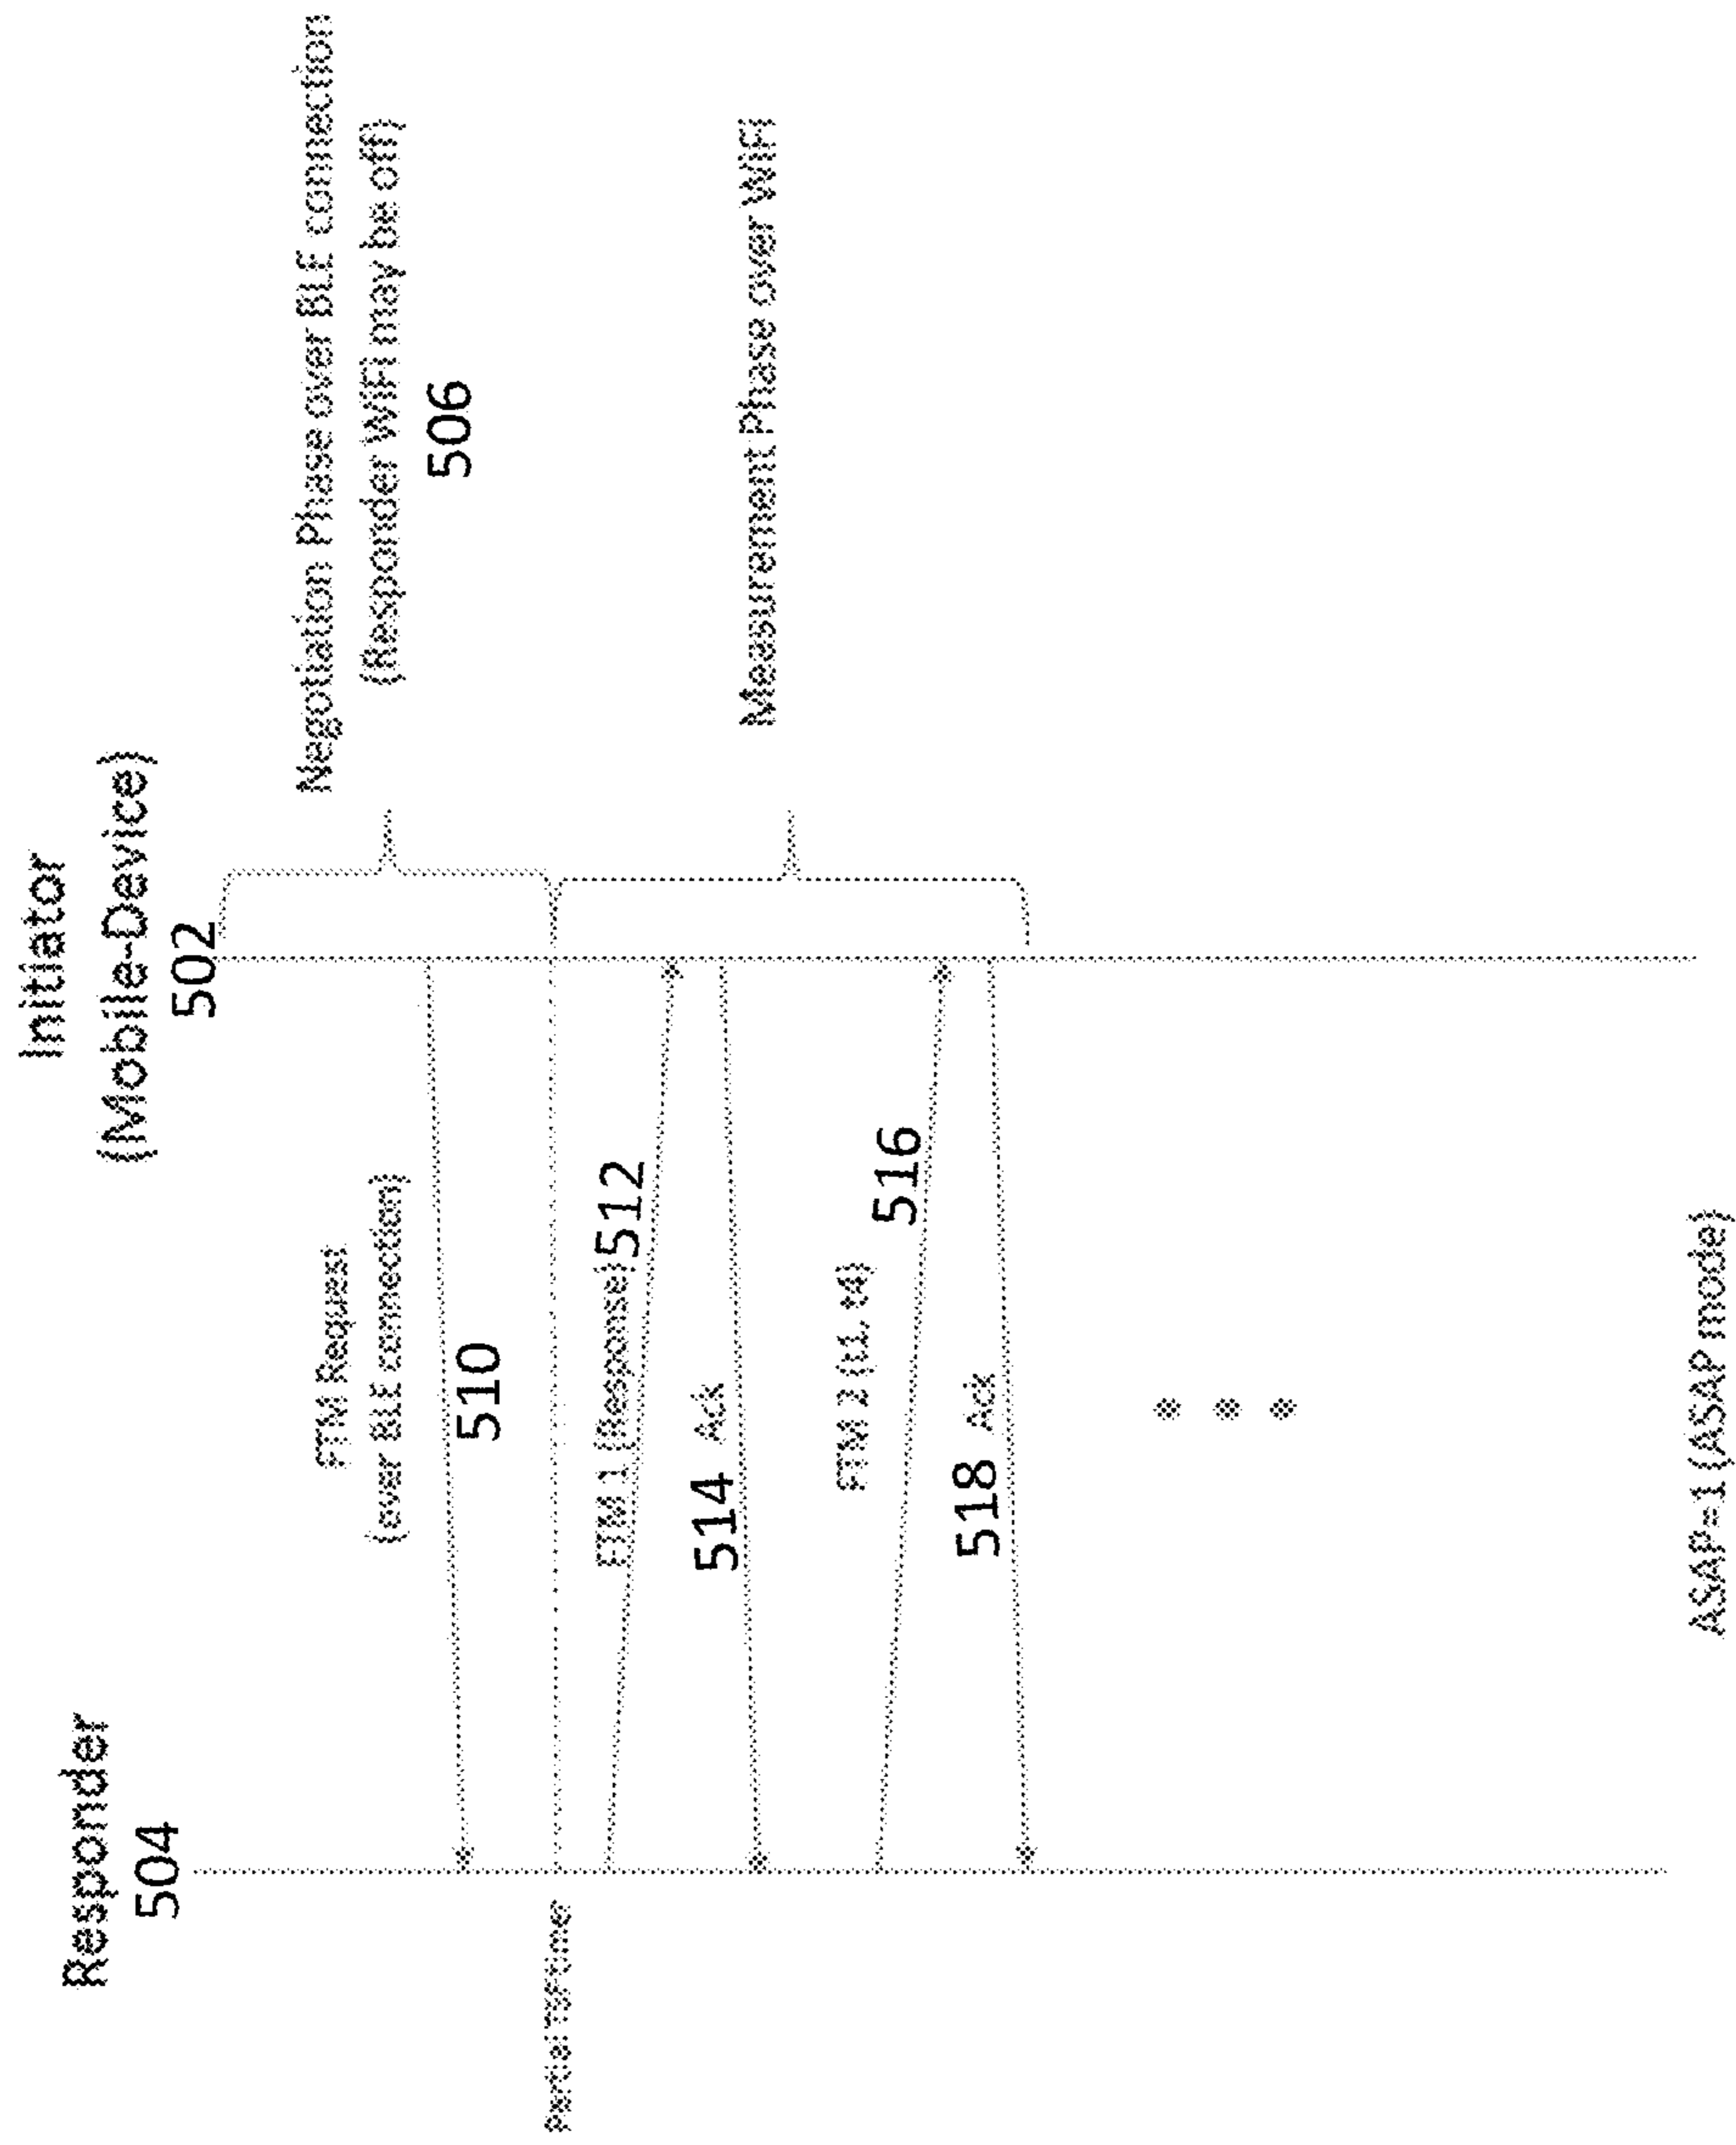 Responder
504
Initiator
(Mobile-Device)
502
FTM Request
(over BLE connection)
510
Negotiation Phase over BLE connection
(Responder WiFi may be off)
506
Partial TSFtimer
FTM 1 (Response) 512
514 Ack
Measurement Phase over WiFi
FTM 2 (t1, t4)
516
518 Ack
ASAP=1 (ASAP mode)